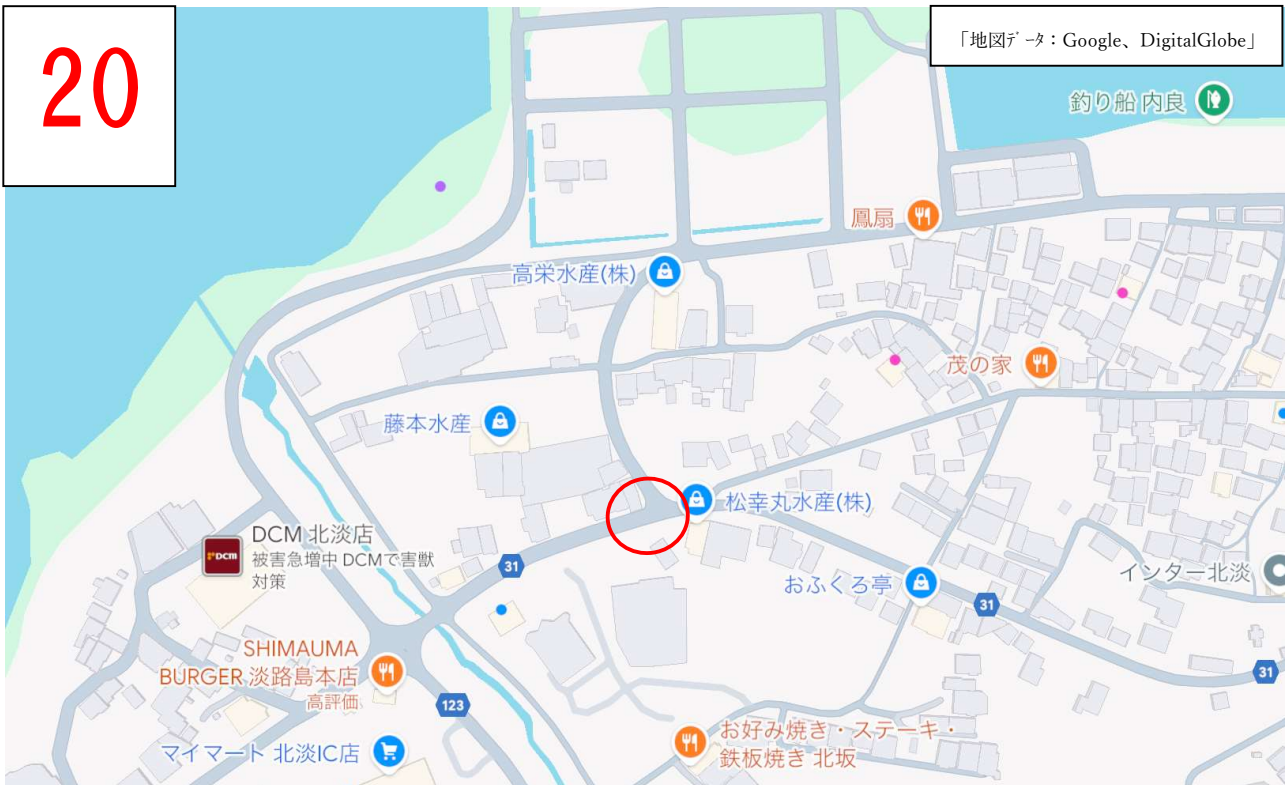 20
「地図ﾃﾞｰﾀ：Google、DigitalGlobe」
釣り船 内良
鳳扇
高栄水産(株)
茂の家
藤本水産
松幸丸水産(株)
DCM
DCM 北淡店
被害急増中 DCMで害獣
対策
31
おふくろ亭
インター北淡
31
SHIMAUMA
BURGER 淡路島本店
高評価
31
123
お好み焼き・ステーキ・
鉄板焼き 北坂
マイマート 北淡IC店